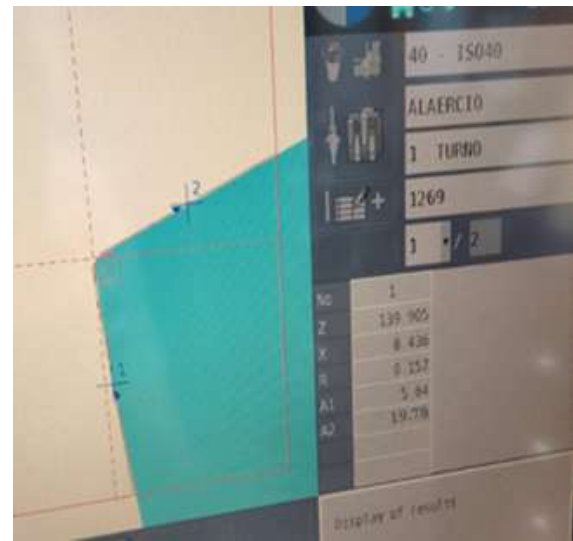 40 - ISO40
ALAERCIO
1 TURNO
1269
1 / 2
2
1
No 1
Z 139.905
X 8.436
R 0.157
A1 5.64
A2 19.78
Display of results